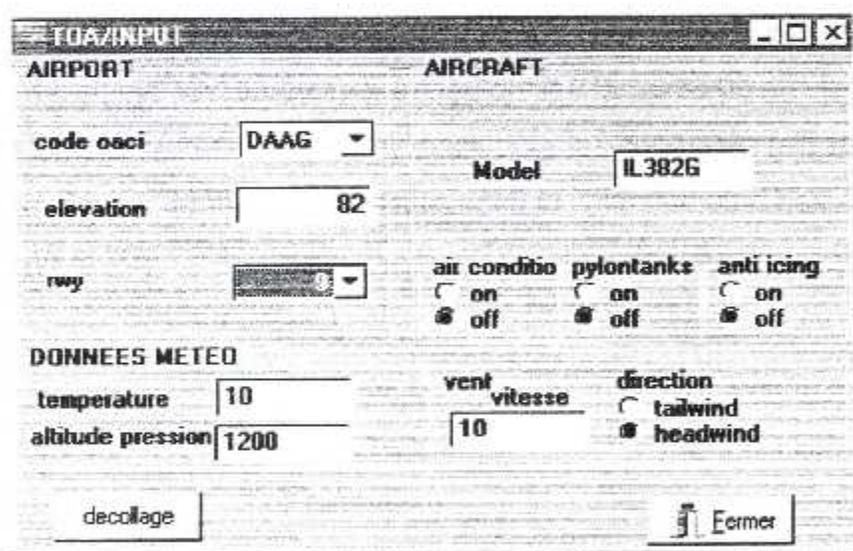 TOA/INPUT
AIRPORT
AIRCRAFT
code oaci DAAG
Model IL382G
elevation 82
rwy
air conditio pylontanks anti icing
on on on
off off off
DONNEES METEO
temperature 10
altitude pression 1200
vent vitesse direction
10 tailwind
headwind
decollage Fermer